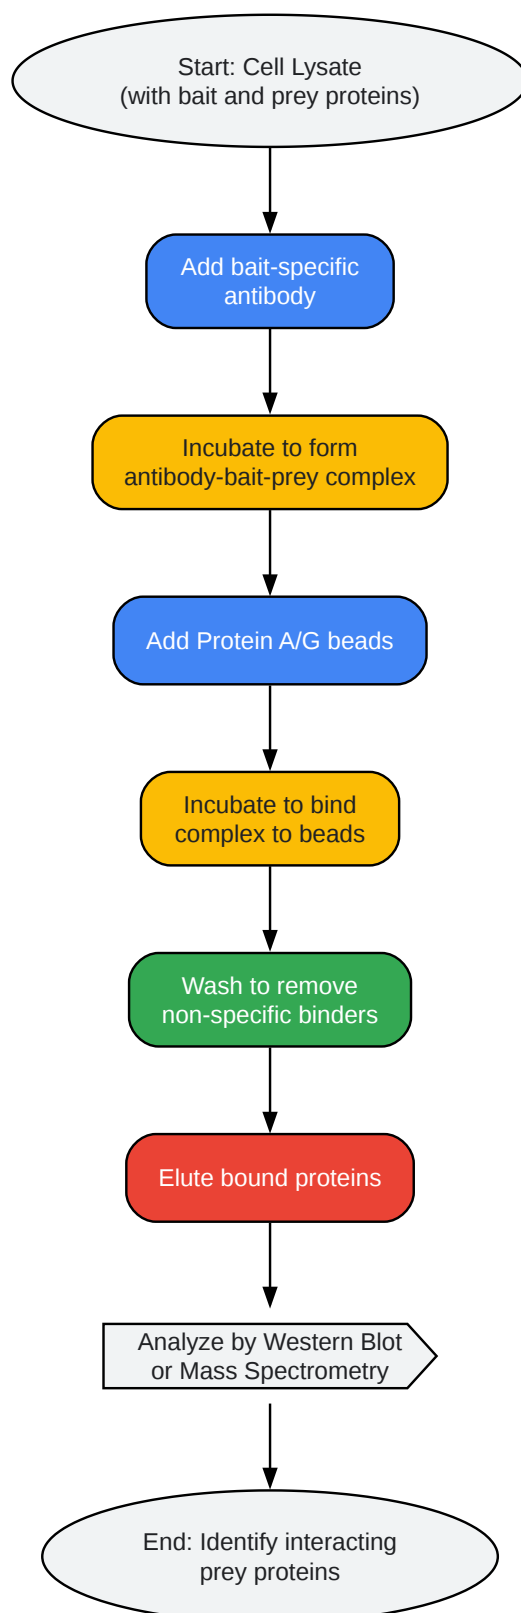 Start: Cell Lysate
(with bait and prey proteins)
Add bait-specific
antibody
Incubate to form
antibody-bait-prey complex
Add Protein A/G beads
Incubate to bind
complex to beads
Wash to remove
non-specific binders
Elute bound proteins
Analyze by Western Blot
or Mass Spectrometry
End: Identify interacting
prey proteins